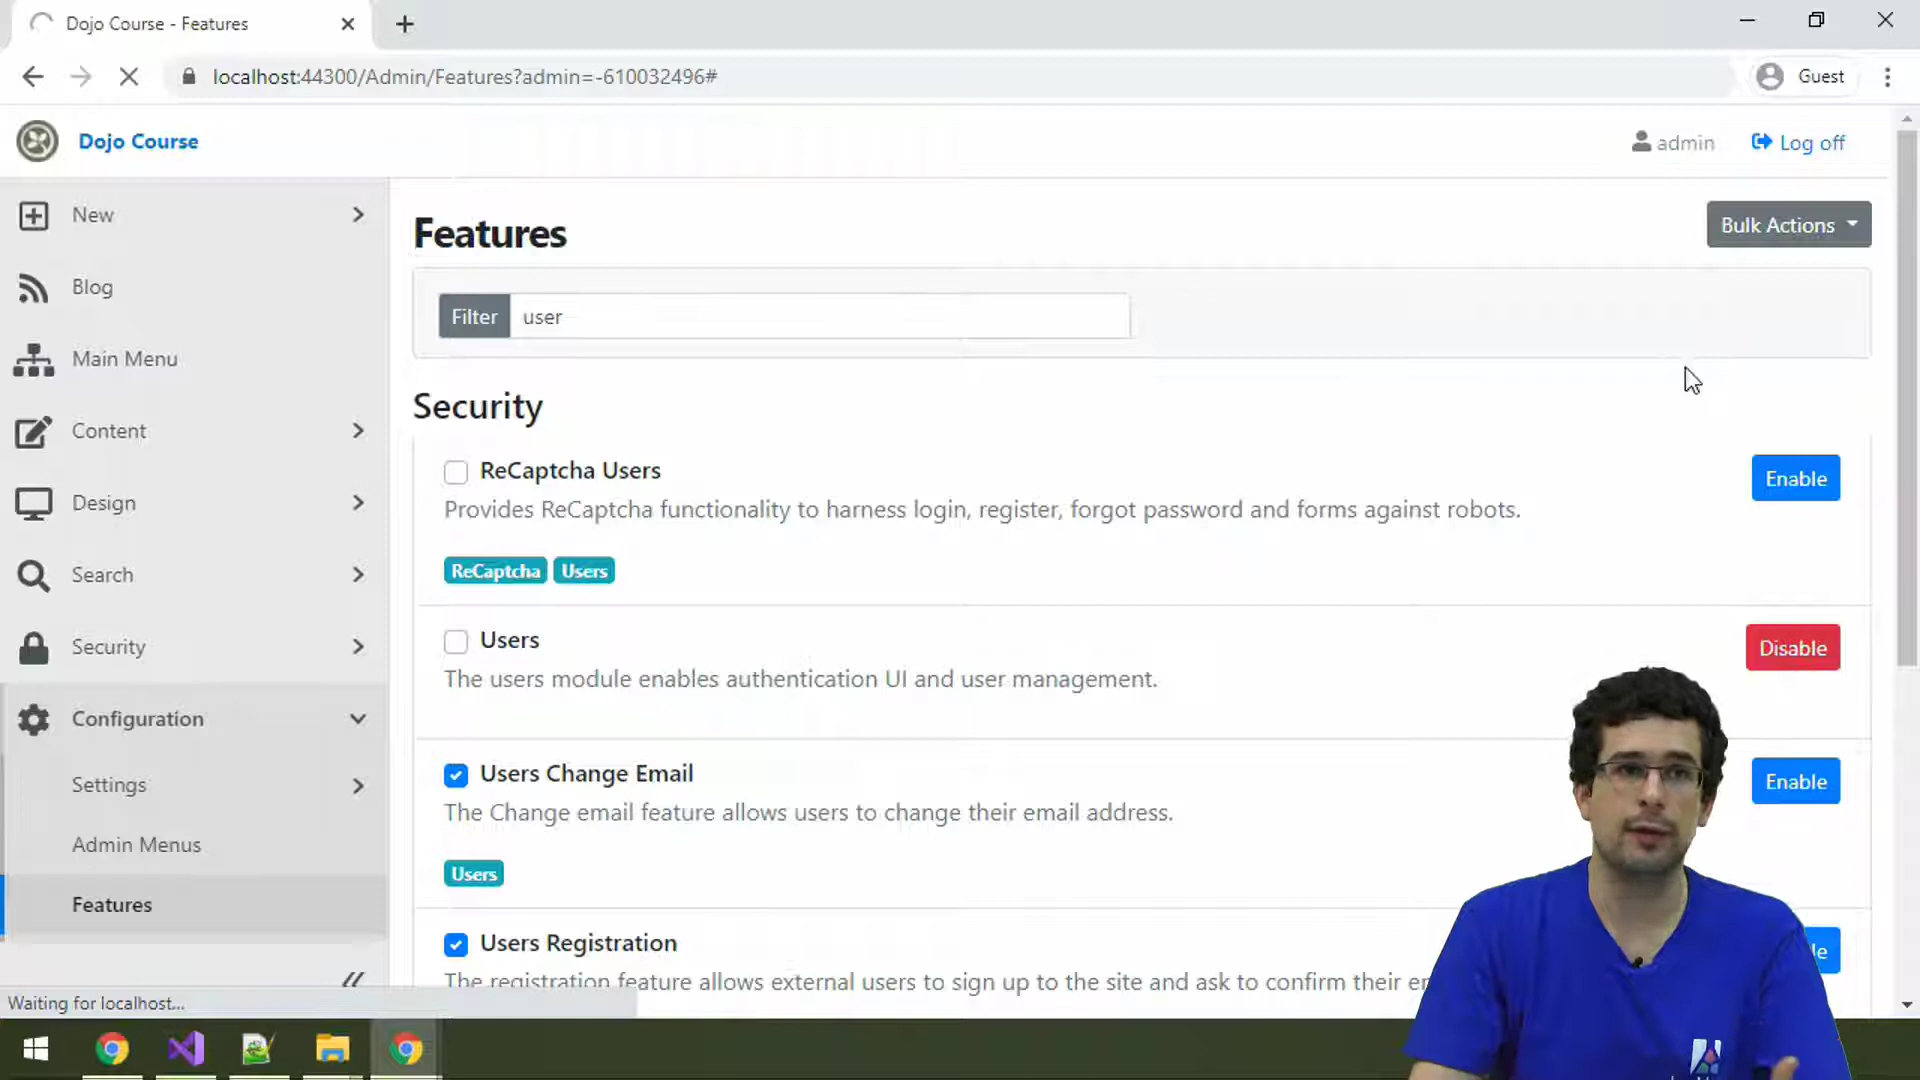 Dojo Course - Features
localhost:44300/Admin/Features?admin=-610032496#
Guest
Dojo Course
admin
Log off
New
Blog
Main Menu
Content
Design
Search
Security
Configuration
Settings
Admin Menus
Features
Features
Bulk Actions
Filter
user
Security
ReCaptcha Users
Enable
Provides ReCaptcha functionality to harness login, register, forgot password and forms against robots.
ReCaptcha
Users
Users
Disable
The users module enables authentication UI and user management.
Users Change Email
Enable
The Change email feature allows users to change their email address.
Users
Users Registration
The registration feature allows external users to sign up to the site and ask to confirm their
Waiting for localhost...